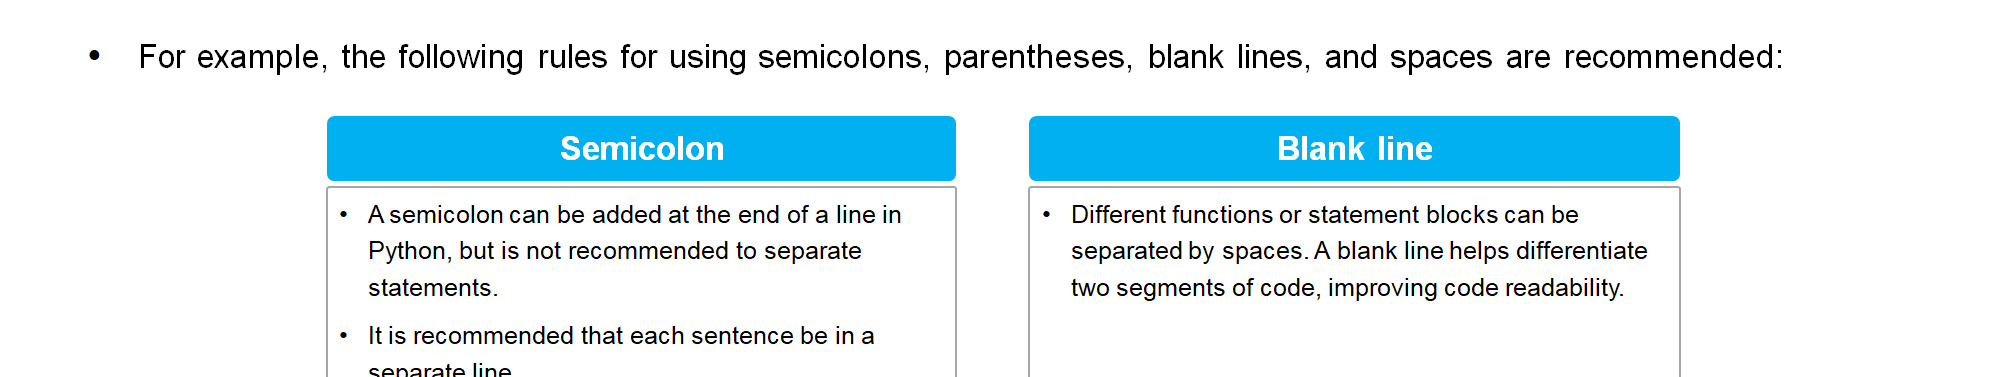 • For example, the following rules for using semicolons, parentheses, blank lines, and spaces are recommended:
Semicolon
• A semicolon can be added at the end of a line in
Python, but is not recommended to separate
statements.
• It is recommended that each sentence be in a
separate line
Blank line
• Different functions or statement blocks can be
separated by spaces. A blank line helps differentiate
two segments of code, improving code readability.